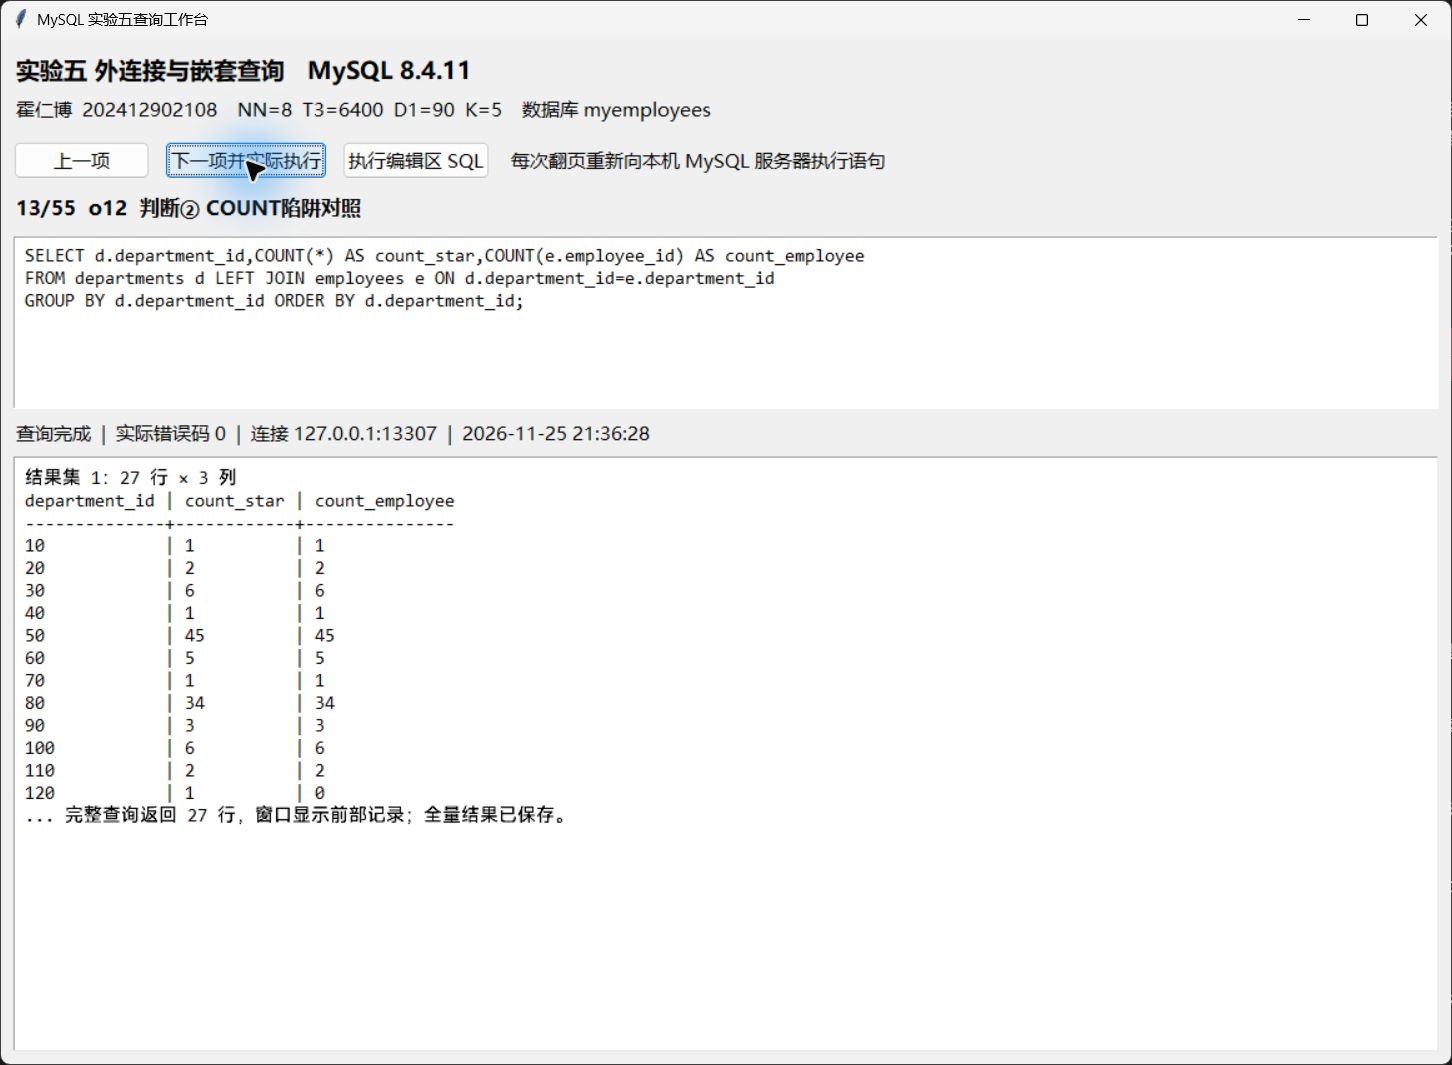 MySQL 实验五查询工作台
实验五 外连接与嵌套查询 MySQL 8.4.11
霍仁博 202412902108 NN=8 T3=6400 D1=90 K=5 数据库 myemployees
上一项 下一项并实际执行 执行编辑区 SQL 每次翻页重新向本机 MySQL 服务器执行语句
13/55 o12 判断② COUNT陷阱对照
SELECT d.department_id,COUNT(*) AS count_star,COUNT(e.employee_id) AS count_employee
FROM departments d LEFT JOIN employees e ON d.department_id=e.department_id
GROUP BY d.department_id ORDER BY d.department_id;
查询完成 | 实际错误码 0 | 连接 127.0.0.1:13307 | 2026-11-25 21:36:28
结果集 1: 27 行 × 3 列
department_id | count_star | count_employee
--------------+------------+---------------
10 | 1 | 1
20 | 2 | 2
30 | 6 | 6
40 | 1 | 1
50 | 45 | 45
60 | 5 | 5
70 | 1 | 1
80 | 34 | 34
90 | 3 | 3
100 | 6 | 6
110 | 2 | 2
120 | 1 | 0
... 完整查询返回 27 行，窗口显示前部记录；全量结果已保存。